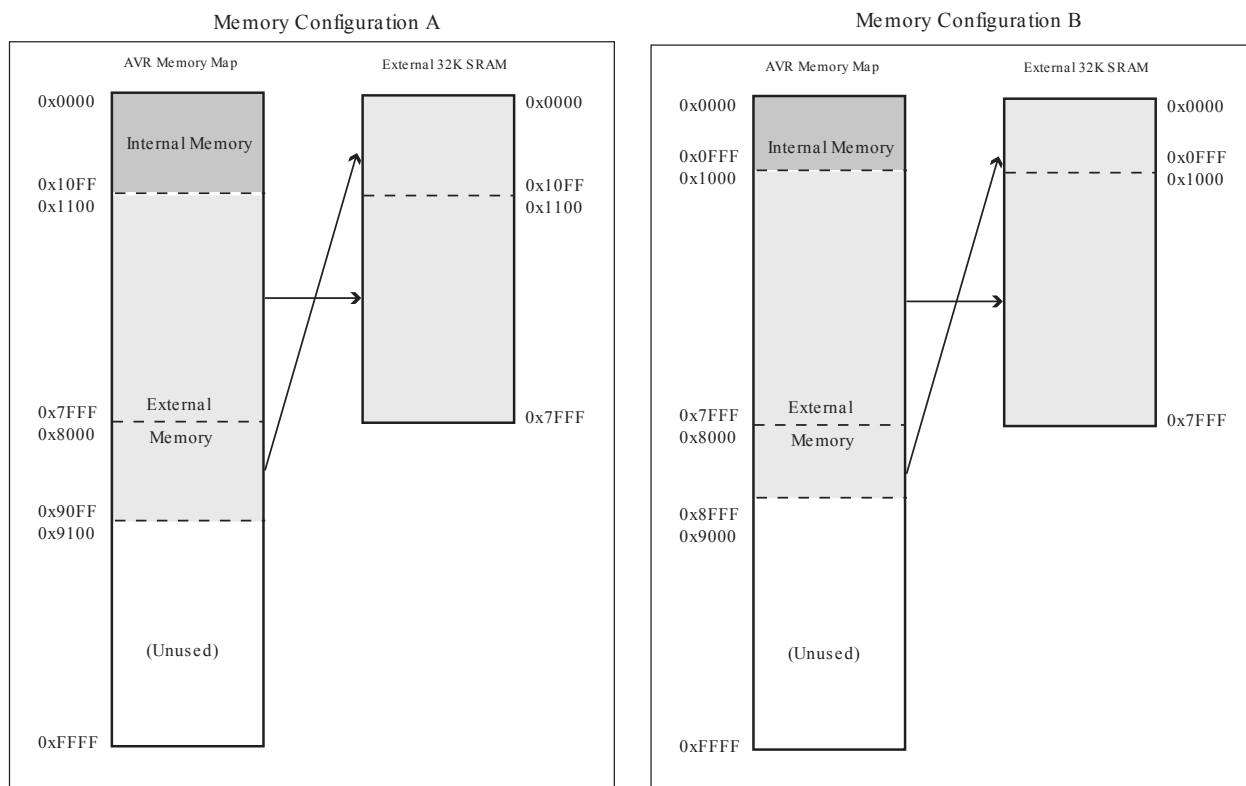 Memory Configuration A
AVR Memory Map
External 32K SRAM
0x0000
Internal Memory
0x10FF
0x1100
0x7FFF
0x8000
External
Memory
0x90FF
0x9100
(Unused)
0xFFFF
0x0000
0x10FF
0x1100
0x7FFF
Memory Configuration B
AVR Memory Map
External 32K SRAM
0x0000
Internal Memory
0x0FFF
0x1000
0x7FFF
0x8000
External
Memory
0x8FFF
0x9000
(Unused)
0xFFFF
0x0000
0x0FFF
0x1000
0x7FFF